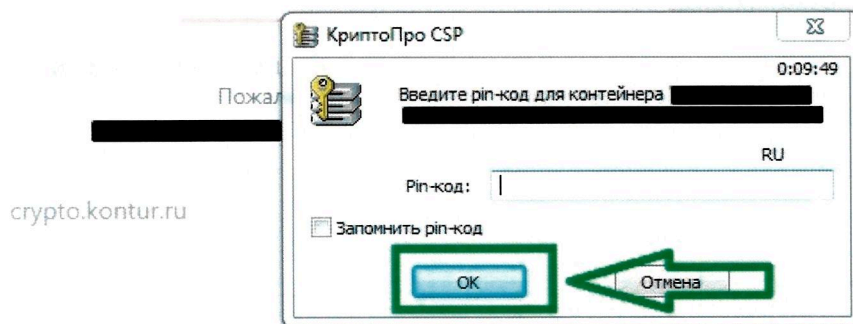 КриптоПро CSP
0:09:49
Пожал
Введите pin-код для контейнера
RU
Pin-код:
crypto.kontur.ru
Запомнить pin-код
OK
Отмена